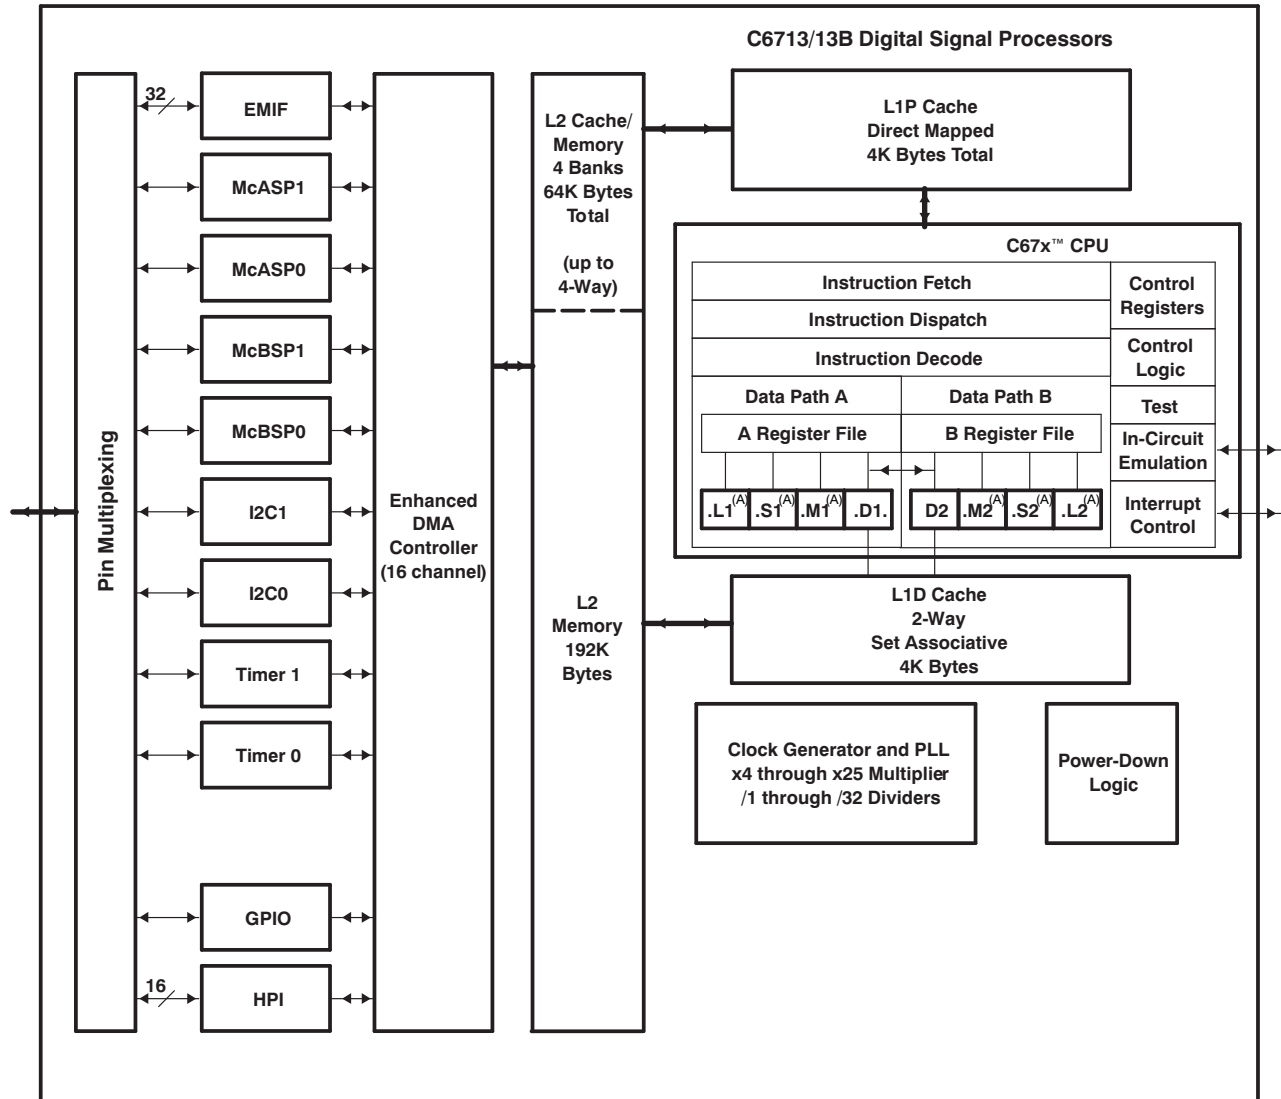 C6713/13B Digital Signal Processors
Pin Multiplexing
32
EMIF
McASP1
McASP0
McBSP1
McBSP0
I2C1
I2C0
Timer 1
Timer 0
GPIO
16
HPI
Enhanced
DMA
Controller
(16 channel)
L2 Cache/
Memory
4 Banks
64K Bytes
Total
(up to
4-Way)
L2
Memory
192K
Bytes
L1P Cache
Direct Mapped
4K Bytes Total
C67x™ CPU
Instruction Fetch
Instruction Dispatch
Instruction Decode
Data Path A
Data Path B
A Register File
B Register File
.L1(A)
.S1(A)
.M1(A)
.D1.
D2
.M2(A)
.S2(A)
.L2(A)
Control
Registers
Control
Logic
Test
In-Circuit
Emulation
Interrupt
Control
L1D Cache
2-Way
Set Associative
4K Bytes
Clock Generator and PLL
x4 through x25 Multiplier
/1 through /32 Dividers
Power-Down
Logic